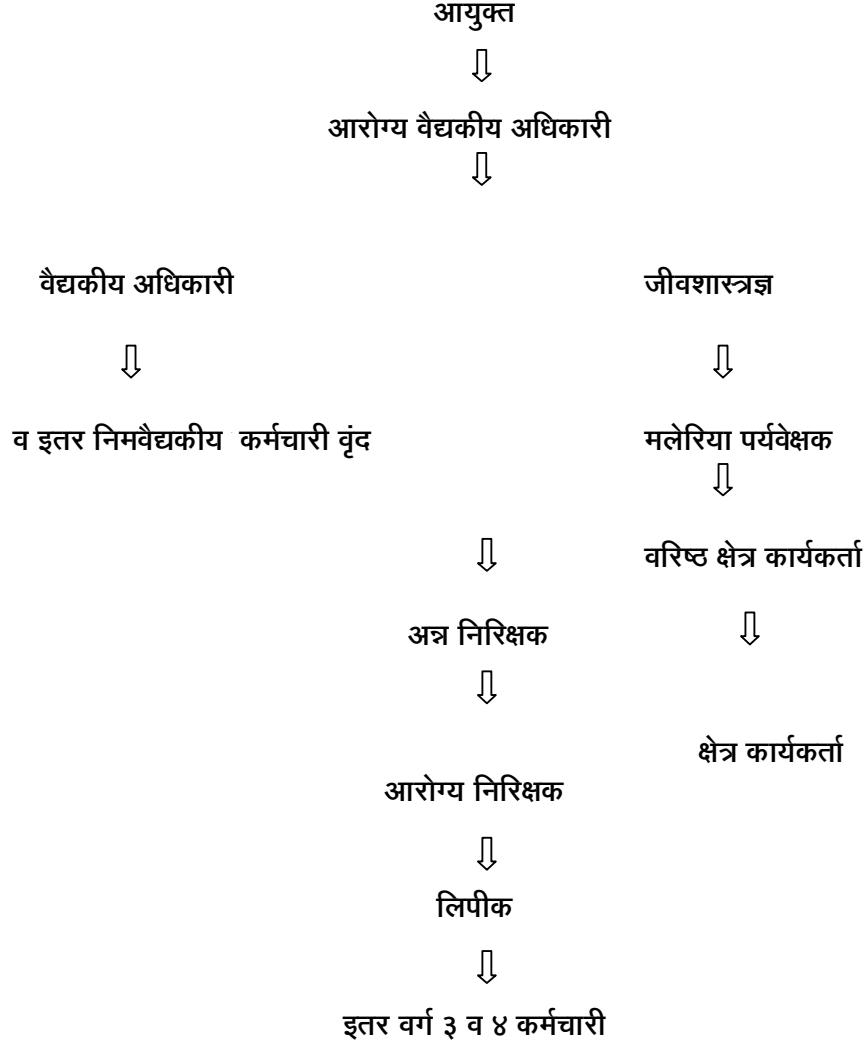 आयुक्त
आरोग्य वैद्यकीय अधिकारी
वैद्यकीय अधिकारी
जीवशास्त्रज्ञ
व इतर निमवैद्यकीय कर्मचारी वृंद
मलेरिया पर्यवेक्षक
वरिष्ठ क्षेत्र कार्यकर्ता
अन्न निरिक्षक
क्षेत्र कार्यकर्ता
आरोग्य निरिक्षक
लिपीक
इतर वर्ग ३ व ४ कर्मचारी